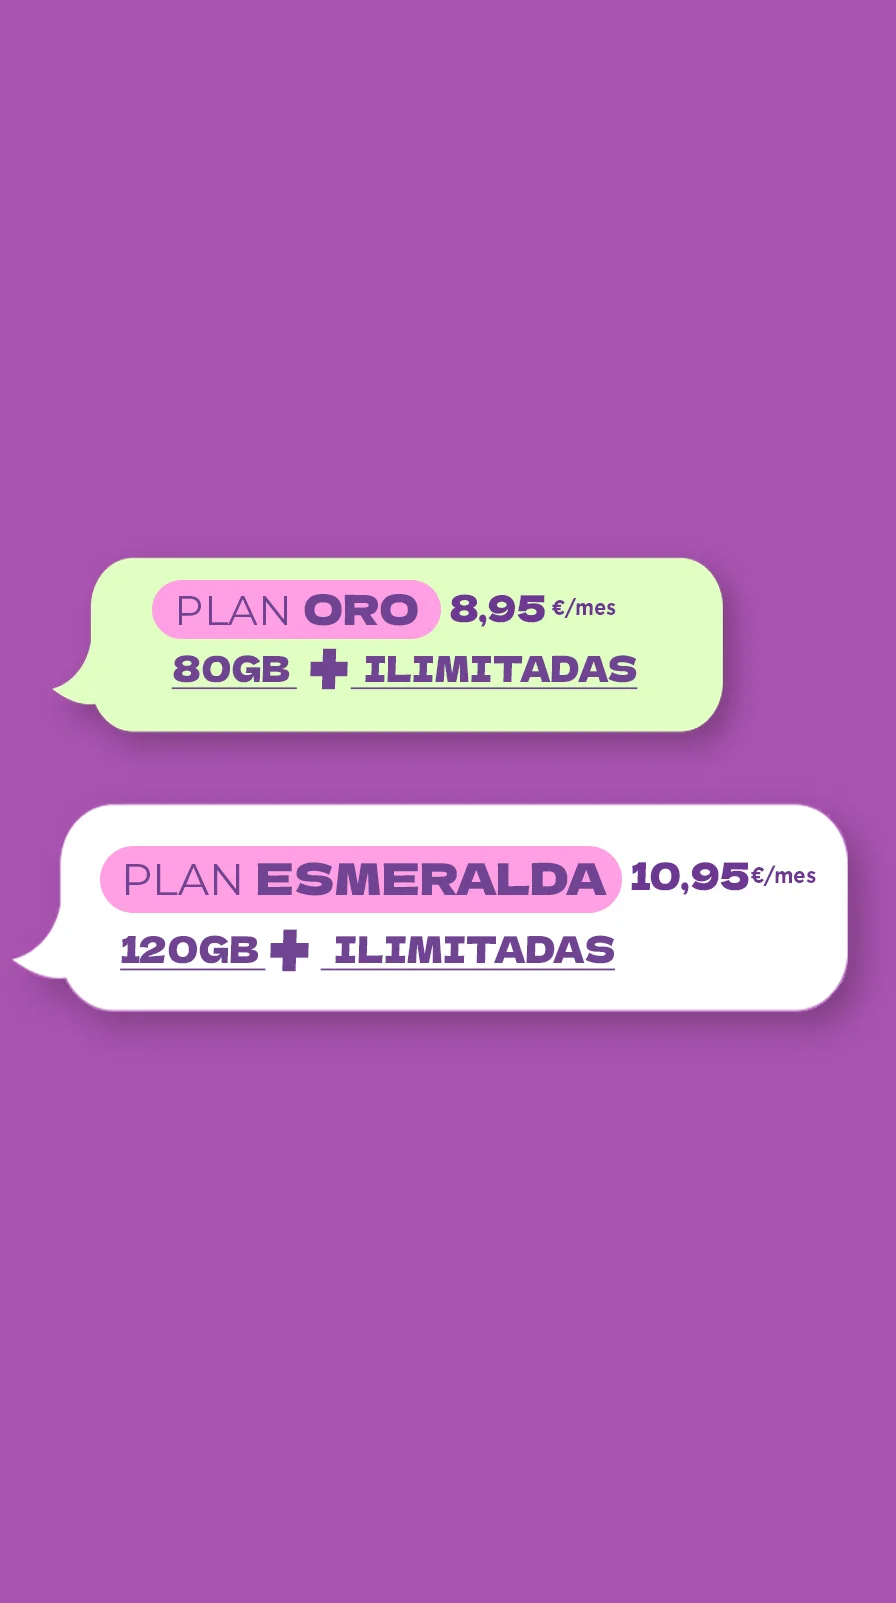 PLAN ORO 8,95 €/mes
80GB + ILIMITADAS
PLAN ESMERALDA 10,95€/mes
120GB + ILIMITADAS